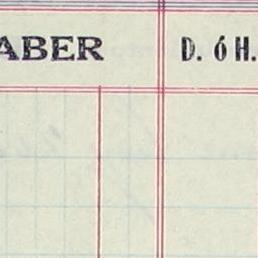 ABER D. ó H.